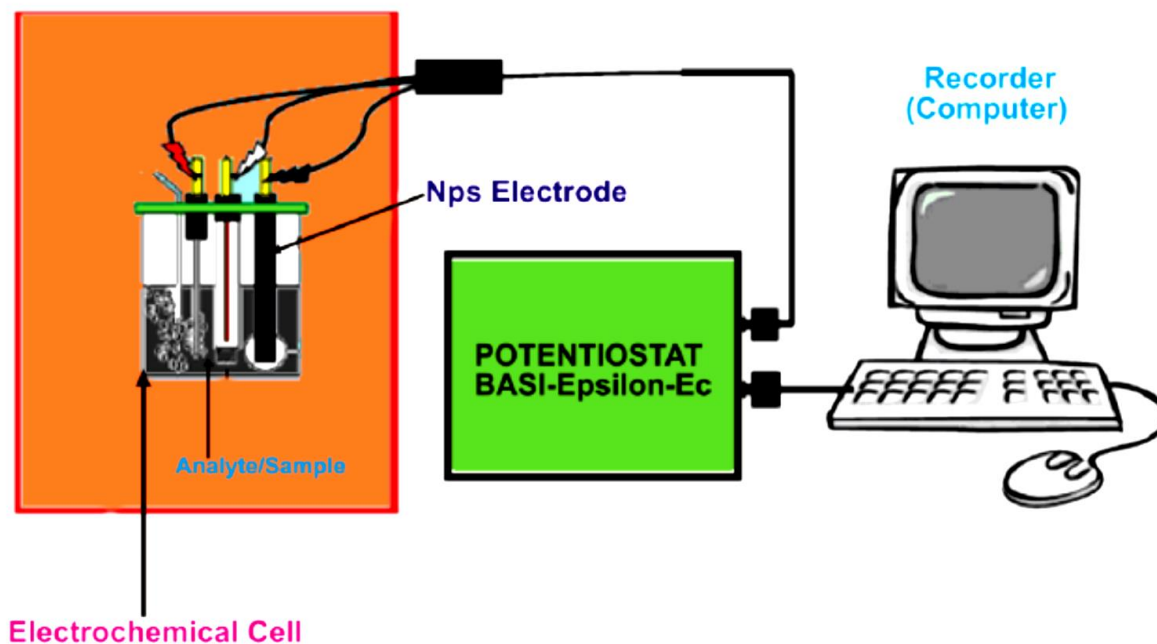 Recorder
(Computer)
Nps Electrode
POTENTIOSTAT
BASI-Epsilon-Ec
Analyte/Sample
Electrochemical Cell